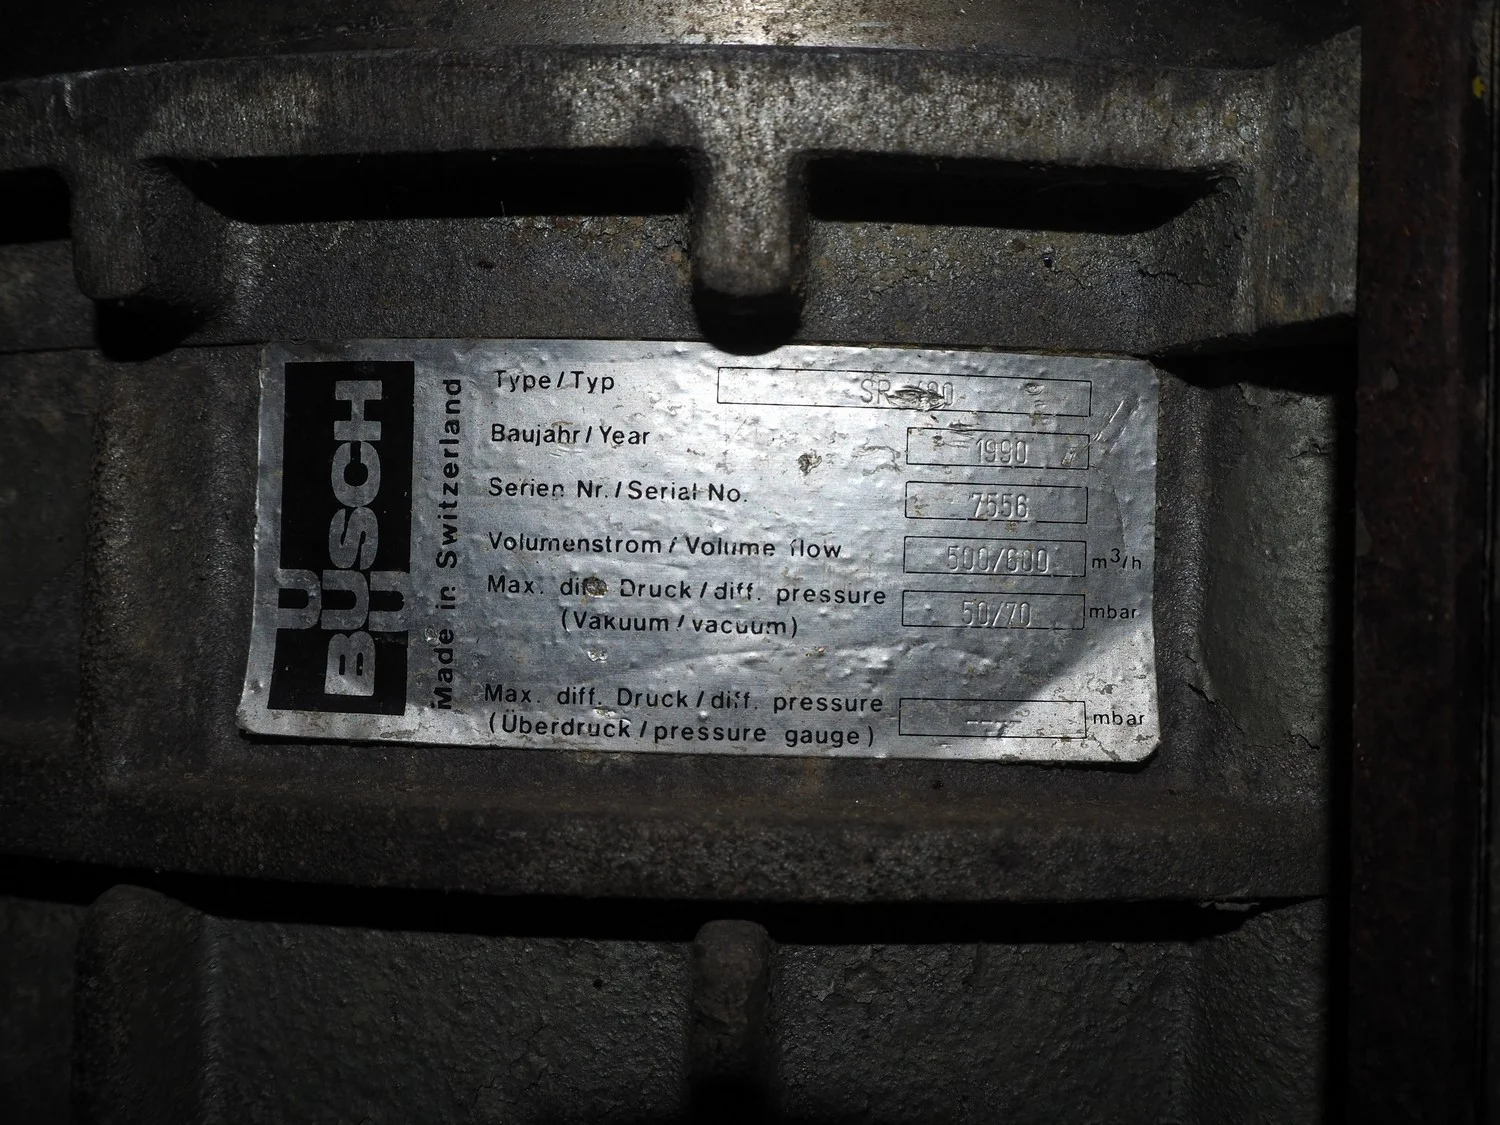 BUSCH
Made in Switzerland
Type/Typ SR
Baujahr/Year 1990
Serien Nr./Serial No. 7556
Volumenstrom/Volume flow 500/600 m³/h
Max. diff. Druck/diff. pressure 50/70 mbar
(Vakuum/vacuum)
Max. diff. Druck/diff. pressure ---- mbar
(Überdruck/pressure gauge)